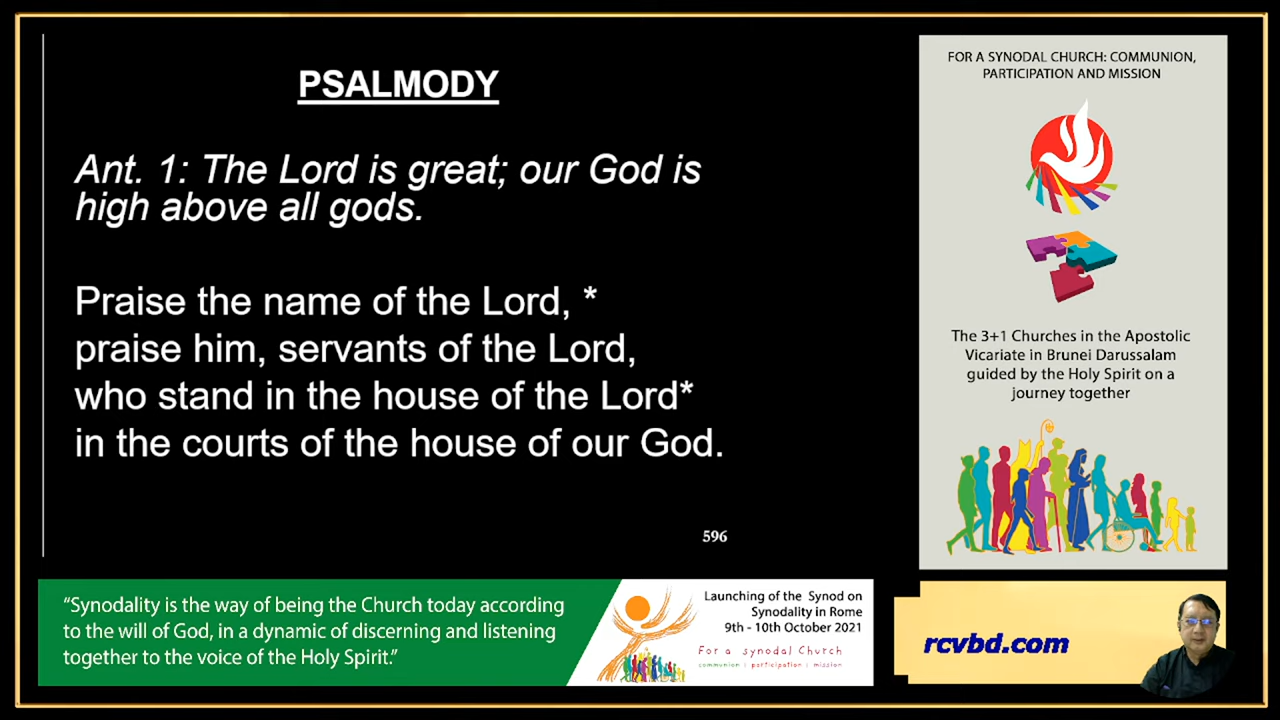 PSALMODY
Ant. 1: The Lord is great; our God is
high above all gods.
Praise the name of the Lord, *
praise him, servants of the Lord,
who stand in the house of the Lord*
in the courts of the house of our God.
596
FOR A SYNODAL CHURCH: COMMUNION,
PARTICIPATION AND MISSION
The 3+1 Churches in the Apostolic
Vicariate in Brunei Darussalam
guided by the Holy Spirit on a
journey together
“Synodality is the way of being the Church today according
to the will of God, in a dynamic of discerning and listening
together to the voice of the Holy Spirit.”
Launching of the Synod on
Synodality in Rome
9th - 10th October 2021
For a synodal Church
communion | participation | mission
rcvbd.com